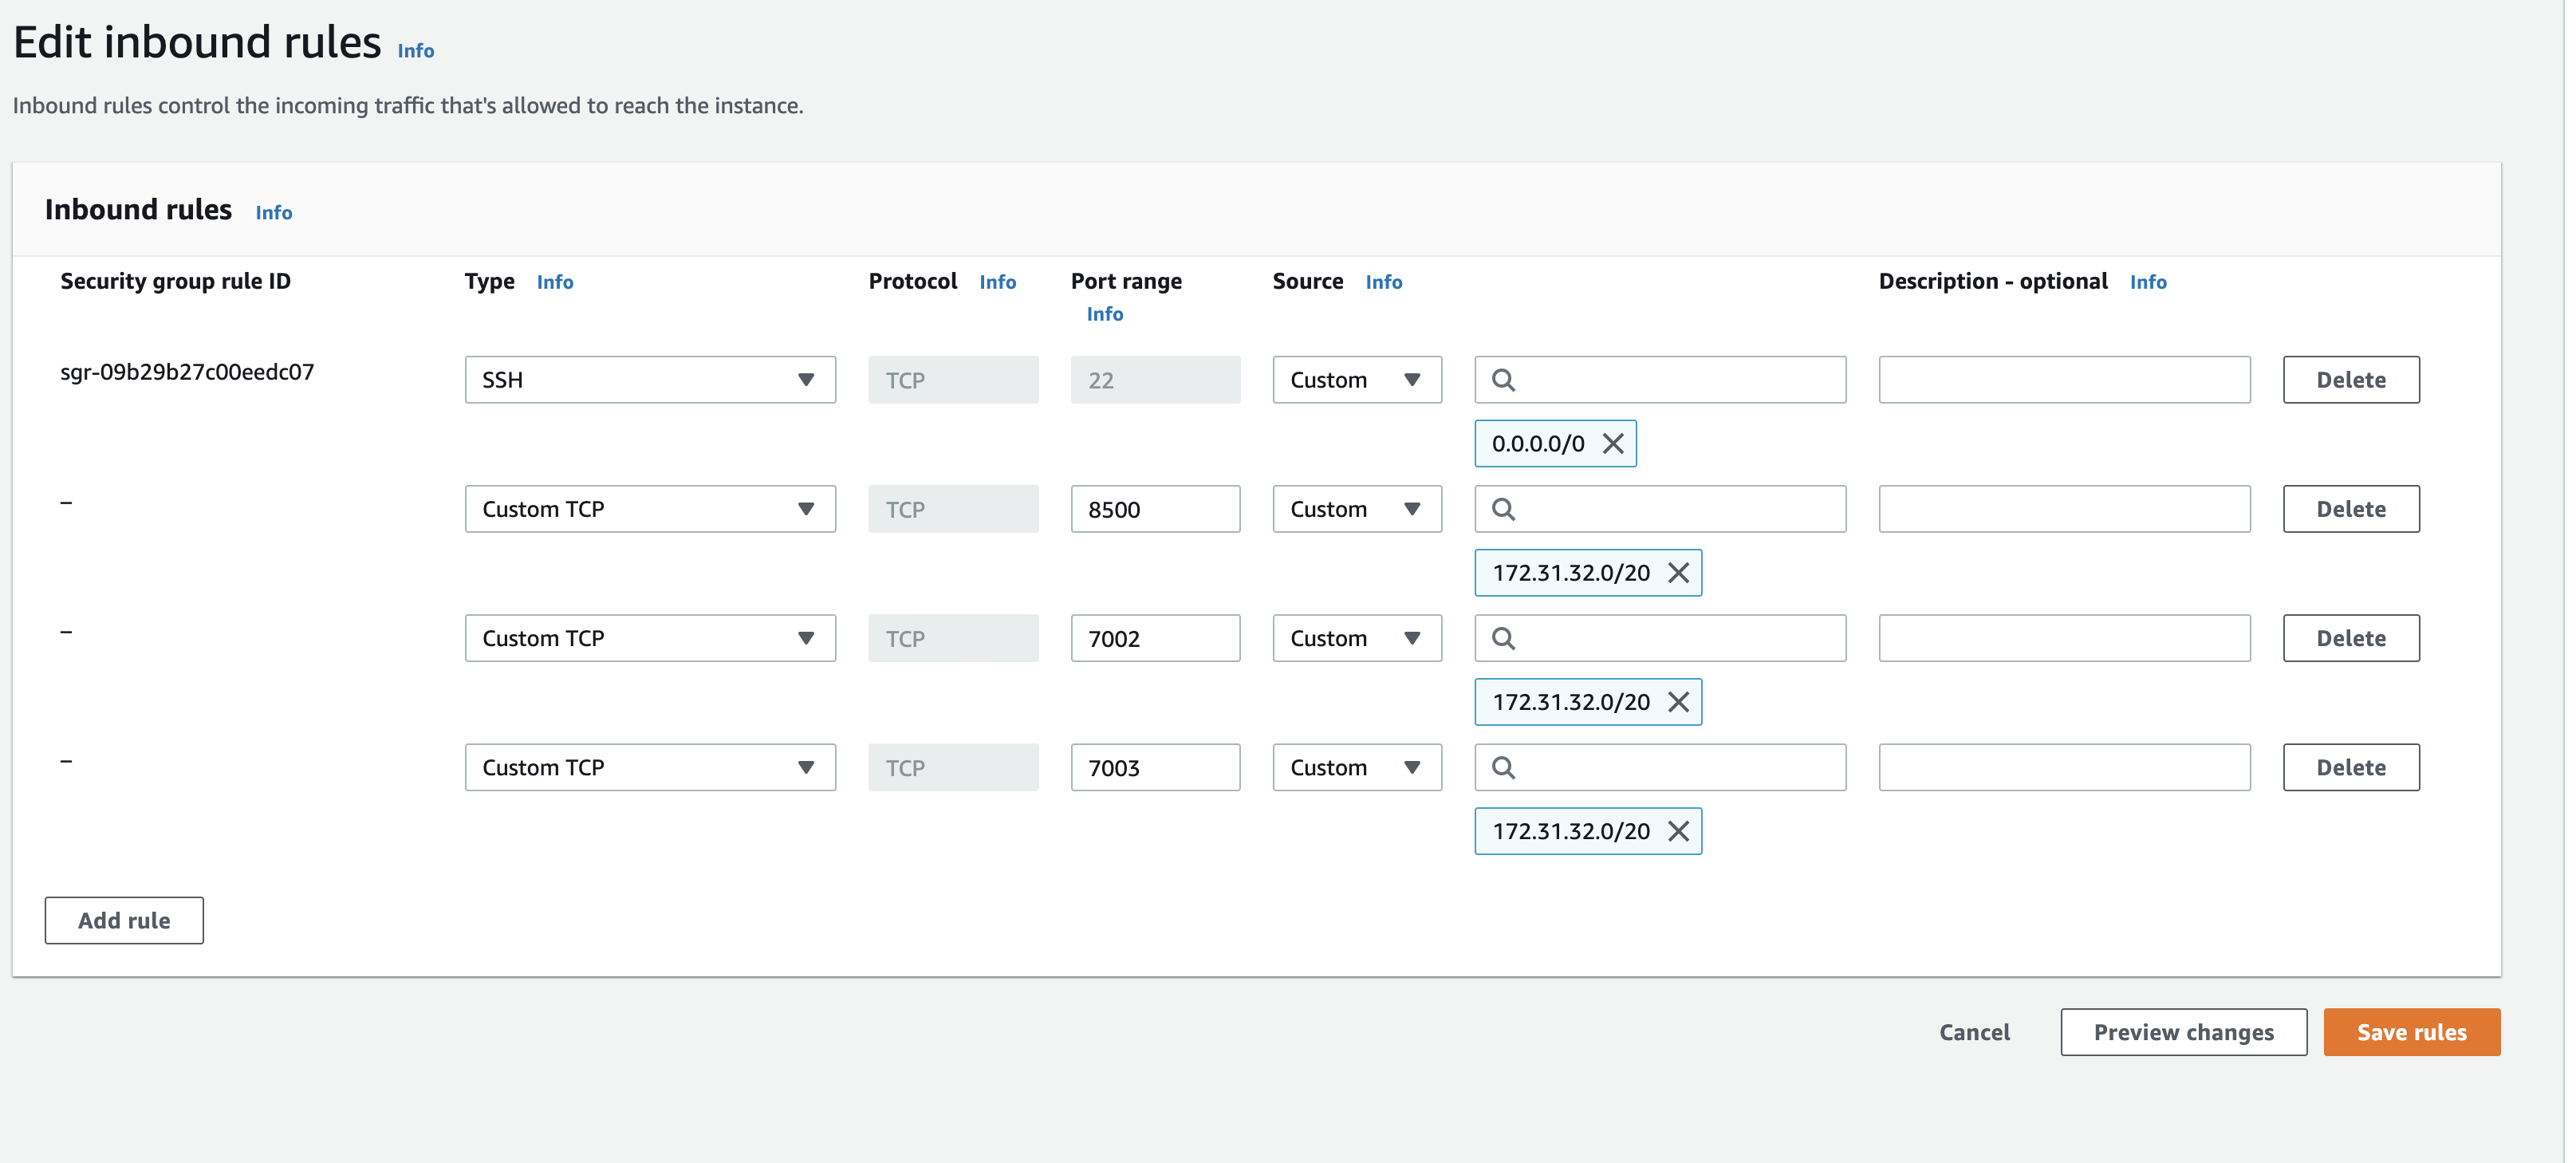 Edit inbound rules Info
Inbound rules control the incoming traffic that's allowed to reach the instance.
Inbound rules Info
Security group rule ID Type Info Protocol Info Port range Info Source Info Description - optional Info
sgr-09b29b27c00eedc07 SSH TCP 22 Custom Delete
0.0.0.0/0
– Custom TCP TCP 8500 Custom Delete
172.31.32.0/20
– Custom TCP TCP 7002 Custom Delete
172.31.32.0/20
– Custom TCP TCP 7003 Custom Delete
172.31.32.0/20
Add rule
Cancel Preview changes Save rules